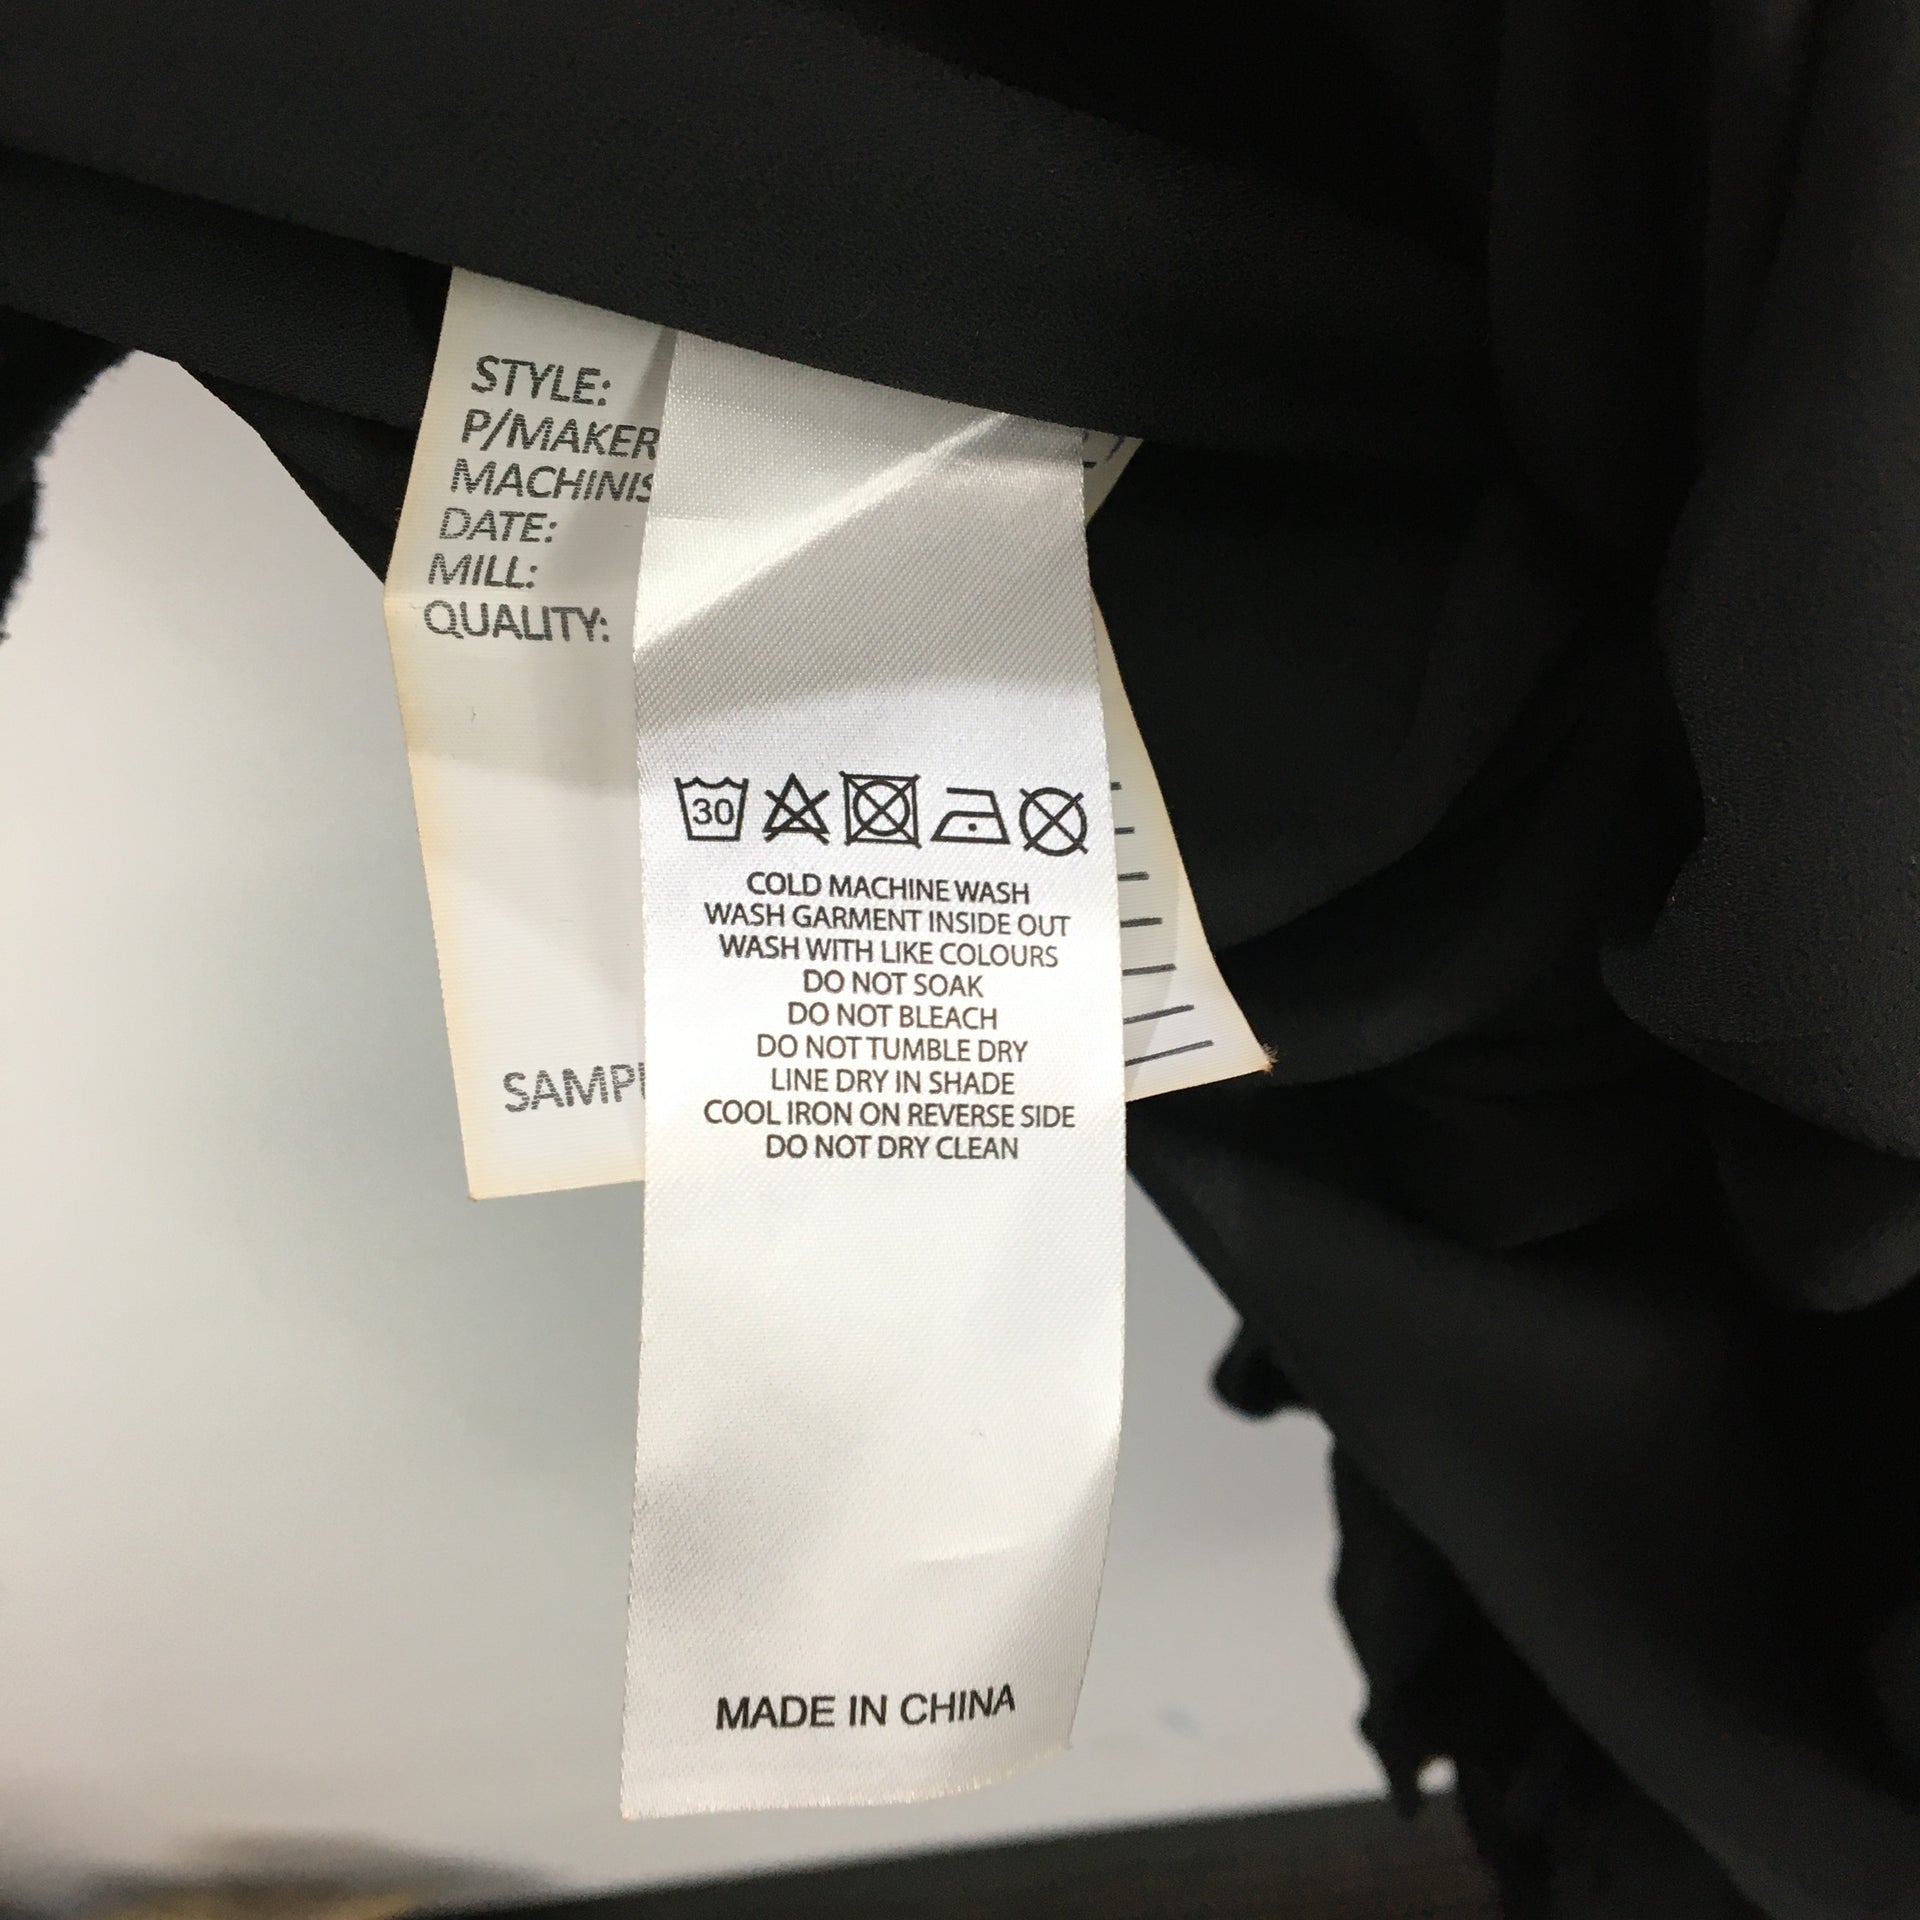 STYLE:
P/MAKER
MACHINIS
DATE:
MILL:
QUALITY:
SAMPL
30
COLD MACHINE WASH
WASH GARMENT INSIDE OUT
WASH WITH LIKE COLOURS
DO NOT SOAK
DO NOT BLEACH
DO NOT TUMBLE DRY
LINE DRY IN SHADE
COOL IRON ON REVERSE SIDE
DO NOT DRY CLEAN
MADE IN CHINA